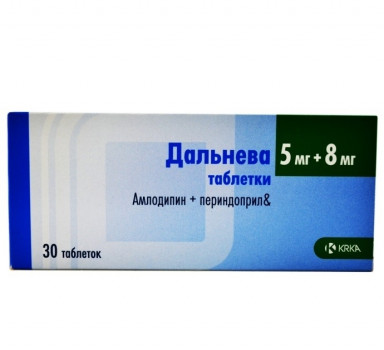 Дальнева 5 мг + 8 мг
таблетки
Амлодипин + периндоприл&
30 таблеток
KRKA